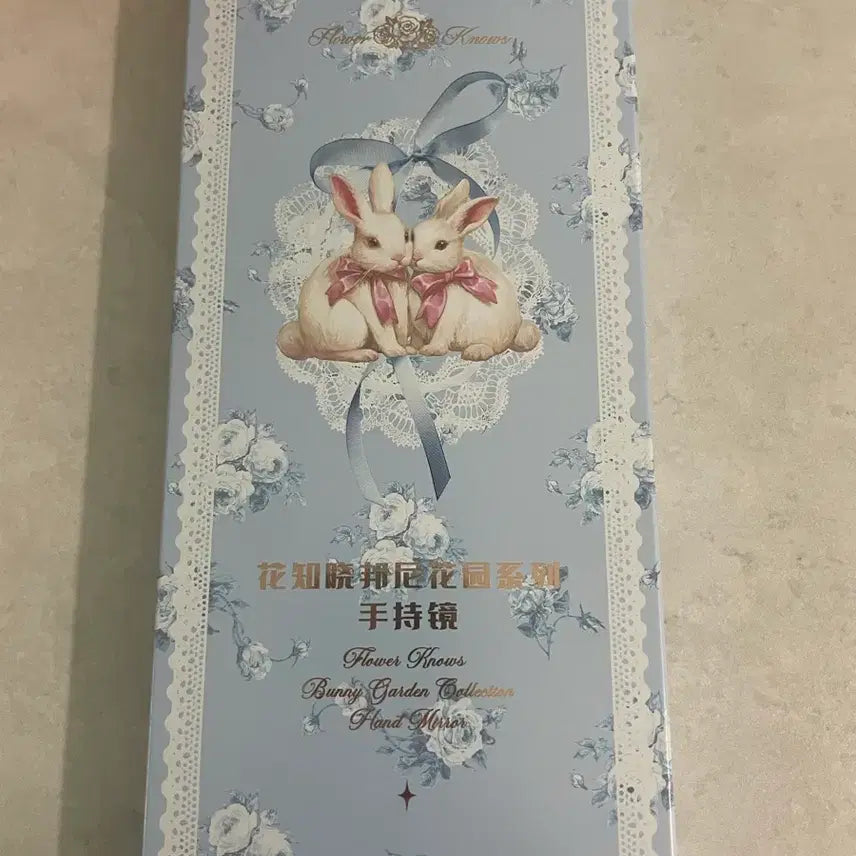 Flower Knows
花知晓邦尼花园系列
手持镜
Flower Knows
Bunny Garden Collection
Hand Mirror